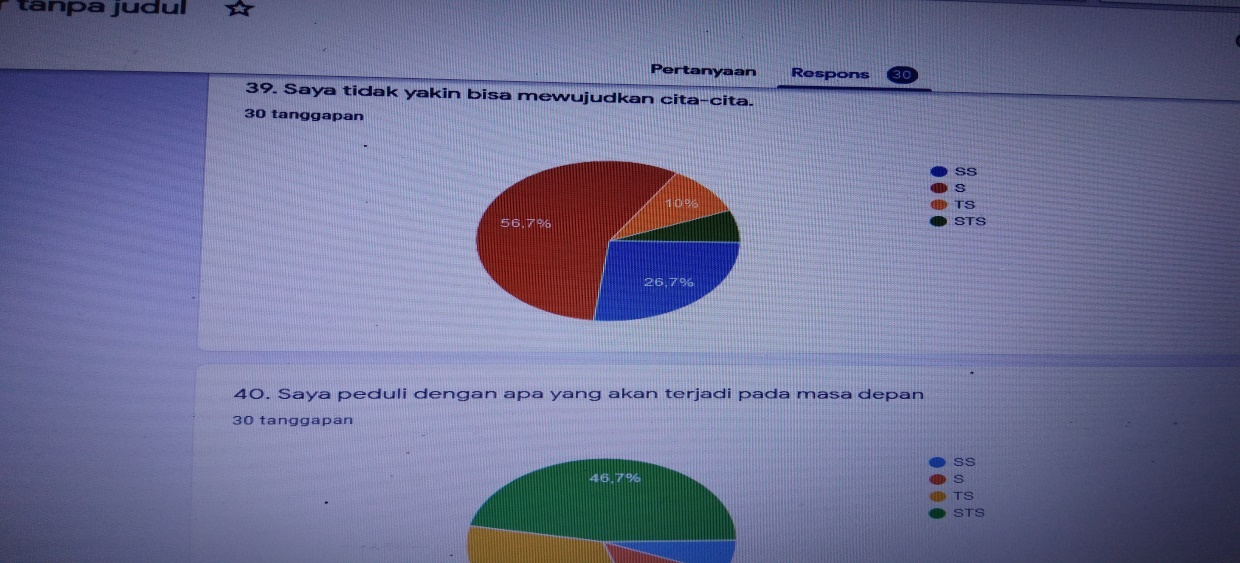 tanpa judul
Pertanyaan Respons 30
39. Saya tidak yakin bisa mewujudkan cita-cita.
30 tanggapan
56,7%
10%
26,7%
SS
S
TS
STS
40. Saya peduli dengan apa yang akan terjadi pada masa depan
30 tanggapan
46,7%
SS
S
TS
STS